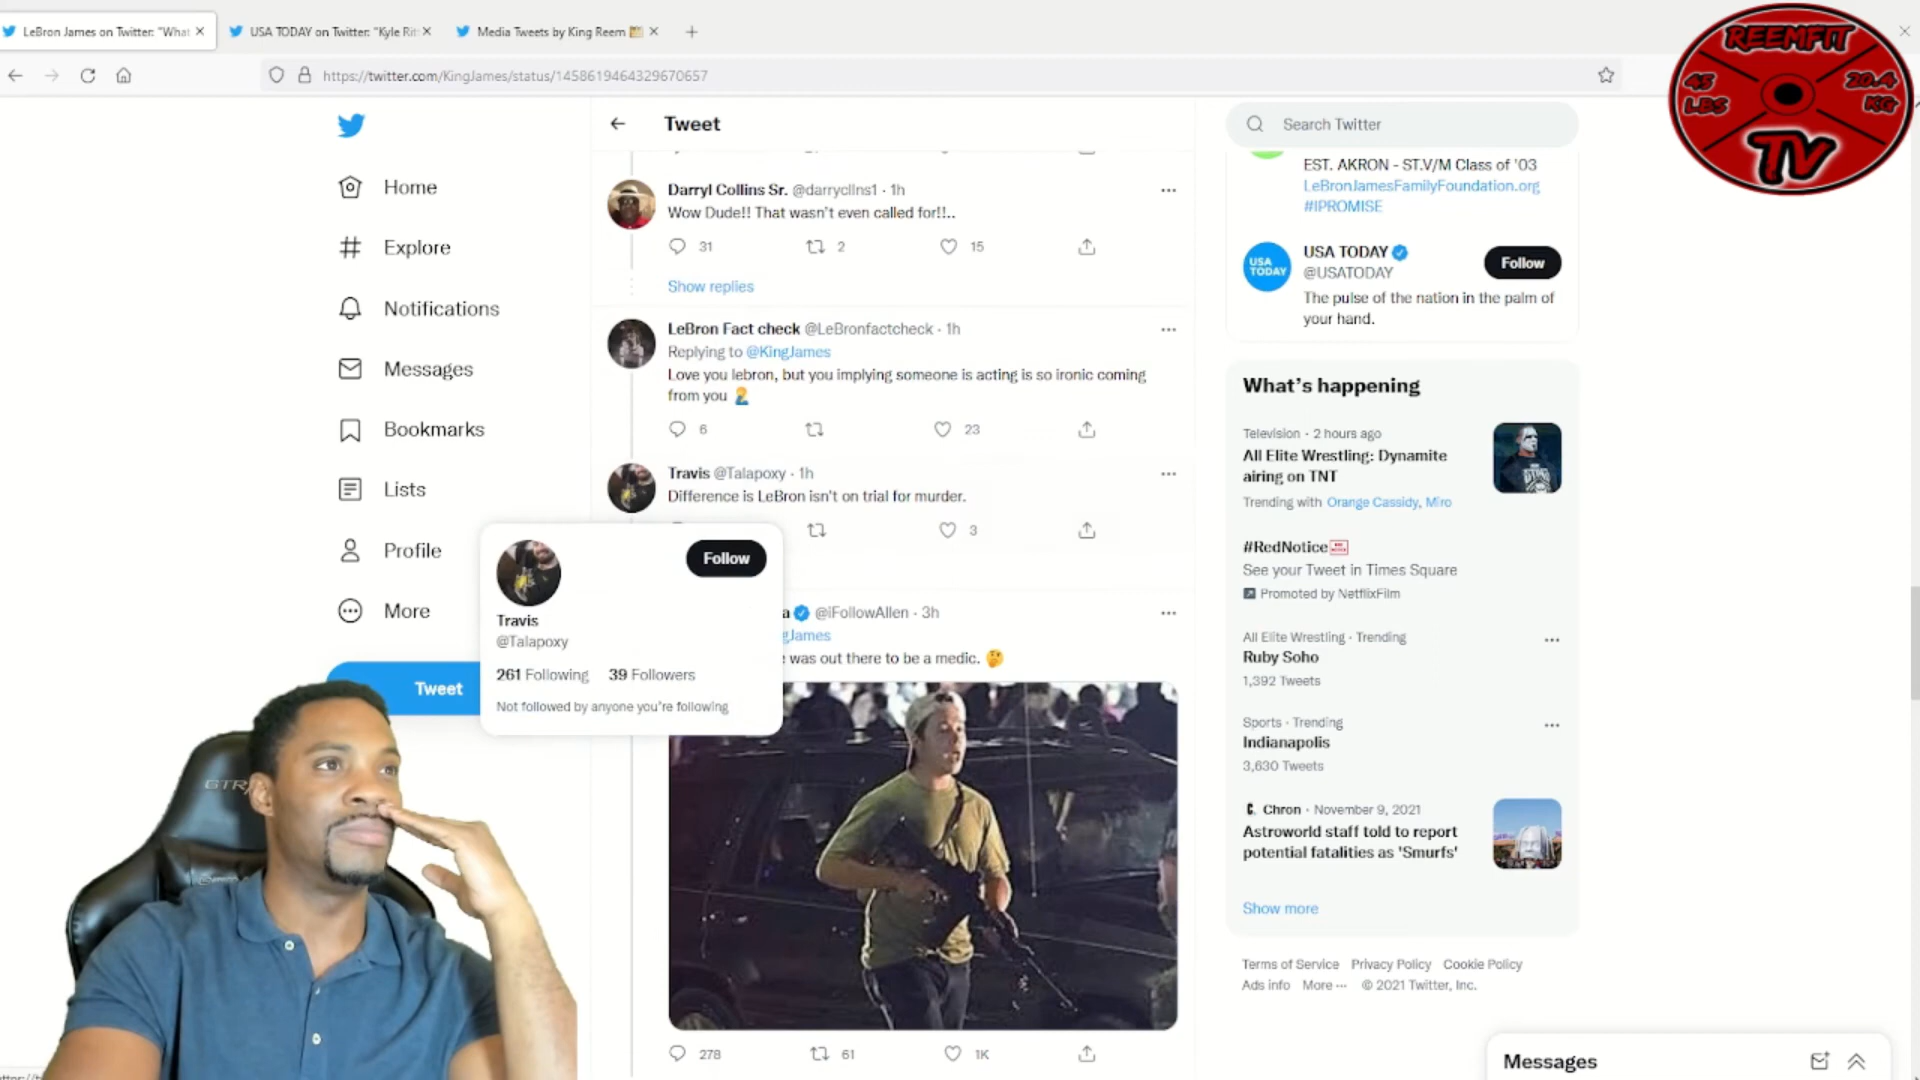 LeBron James on Twitter: "What
USA TODAY on Twitter: "Kyle Rit
Media Tweets by King Reem
https://twitter.com/KingJames/status/1458619464329670657
REEMFIT
45 LBS
20.4 KG
TV
Home
Explore
Notifications
Messages
Bookmarks
Lists
Profile
More
Tweet
Tweet
Darryl Collins Sr. @darrycllns1 · 1h
Wow Dude!! That wasn't even called for!!..
31 2 15
Show replies
LeBron Fact check @LeBronfactcheck · 1h
Replying to @KingJames
Love you lebron, but you implying someone is acting is so ironic coming
from you
6 23
Travis @Talapoxy · 1h
Difference is LeBron isn't on trial for murder.
3
Follow
Travis
@Talapoxy
261 Following 39 Followers
Not followed by anyone you're following
a @iFollowAllen · 3h
gJames
was out there to be a medic.
278 61 1K
GTR
Search Twitter
EST. AKRON - ST.V/M Class of '03
LeBronJamesFamilyFoundation.org
#IPROMISE
USA TODAY
USA TODAY
@USATODAY
Follow
The pulse of the nation in the palm of
your hand.
What's happening
Television · 2 hours ago
All Elite Wrestling: Dynamite
airing on TNT
Trending with Orange Cassidy, Miro
#RedNotice
See your Tweet in Times Square
Promoted by NetflixFilm
All Elite Wrestling · Trending
Ruby Soho
1,392 Tweets
Sports · Trending
Indianapolis
3,630 Tweets
Chron · November 9, 2021
Astroworld staff told to report
potential fatalities as 'Smurfs'
Show more
Terms of Service Privacy Policy Cookie Policy
Ads info More ··· © 2021 Twitter, Inc.
Messages